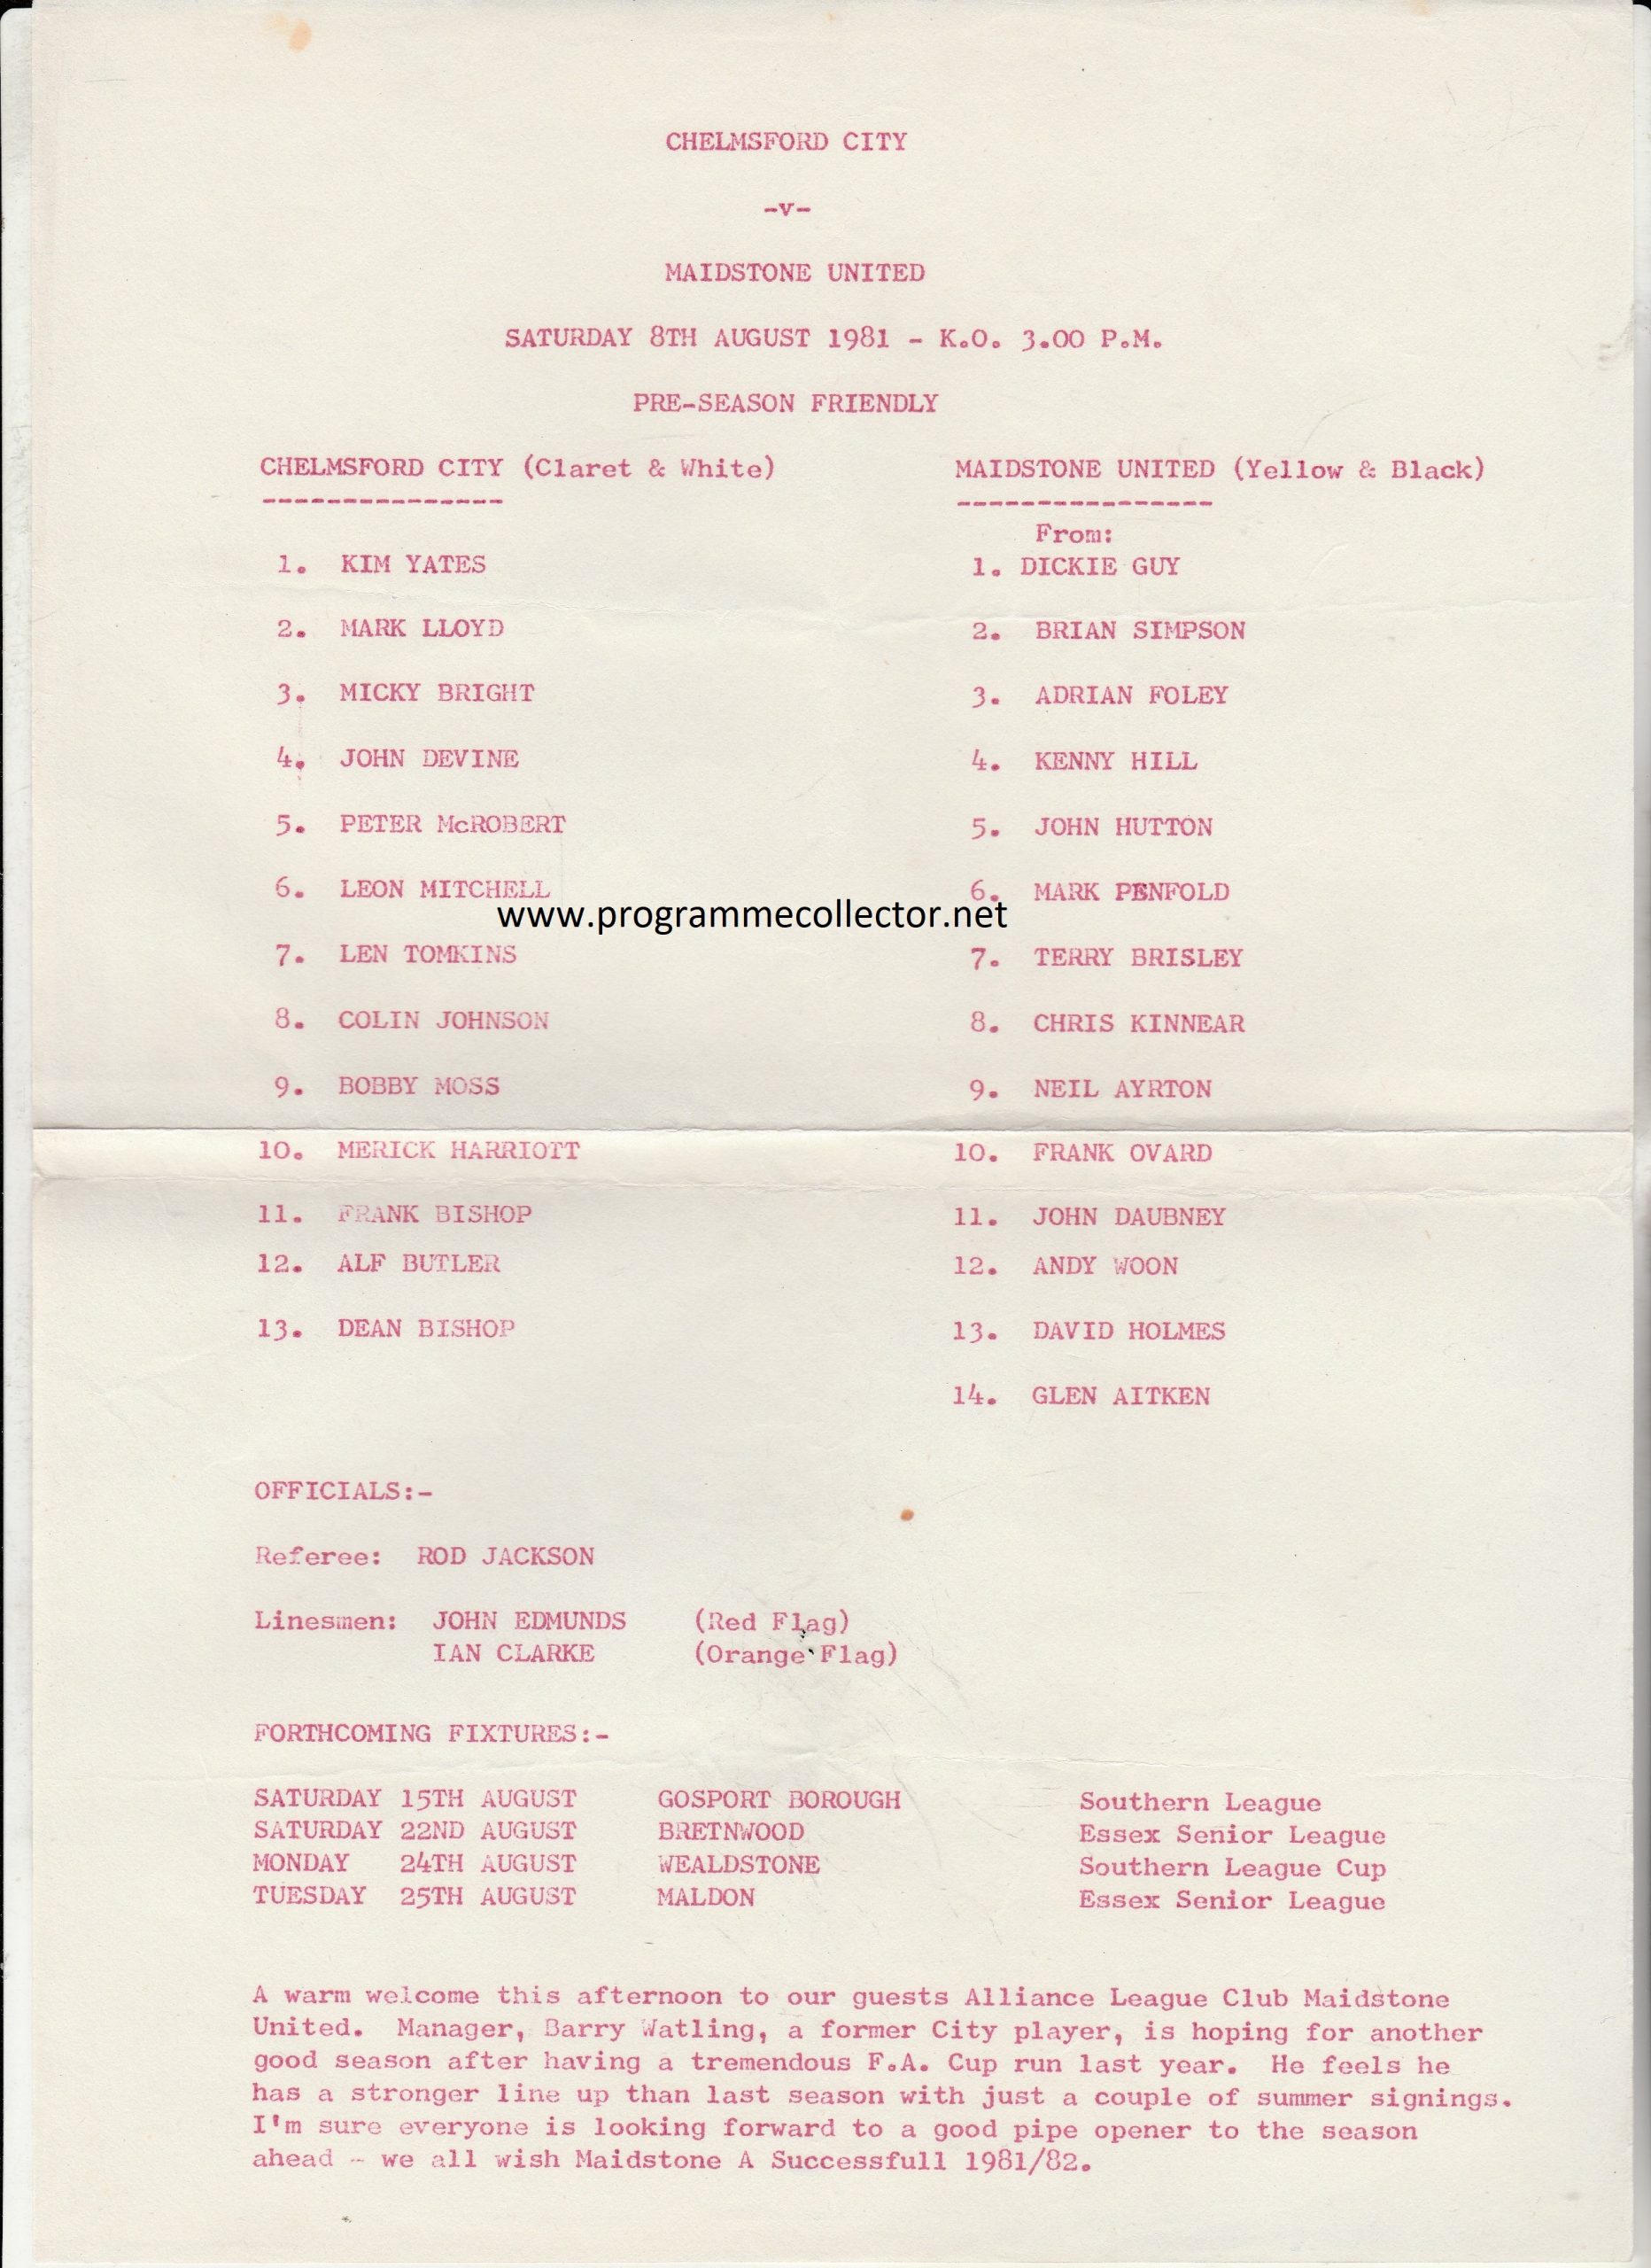 CHELMSFORD CITY
-v-
MAIDSTONE UNITED
SATURDAY 8TH AUGUST 1981 - K.O. 3.00 P.M.
PRE-SEASON FRIENDLY
CHELMSFORD CITY (Claret & White)
1. KIM YATES
2. MARK LLOYD
3. MICKY BRIGHT
4. JOHN DEVINE
5. PETER McROBERT
6. LEON MITCHELL
7. LEN TOMKINS
8. COLIN JOHNSON
9. BOBBY MOSS
10. MERICK HARRIOTT
11. FRANK BISHOP
12. ALF BUTLER
13. DEAN BISHOP
MAIDSTONE UNITED (Yellow & Black)
From:
1. DICKIE GUY
2. BRIAN SIMPSON
3. ADRIAN FOLEY
4. KENNY HILL
5. JOHN HUTTON
6. MARK PENFOLD
7. TERRY BRISLEY
8. CHRIS KINNEAR
9. NEIL AYRTON
10. FRANK OVARD
11. JOHN DAUBNEY
12. ANDY WOON
13. DAVID HOLMES
14. GLEN AITKEN
www.programmecollector.net
OFFICIALS:-
Referee: ROD JACKSON
Linesmen: JOHN EDMUNDS (Red Flag)
IAN CLARKE (Orange Flag)
FORTHCOMING FIXTURES:-
SATURDAY 15TH AUGUST GOSPORT BOROUGH Southern League
SATURDAY 22ND AUGUST BRETNWOOD Essex Senior League
MONDAY 24TH AUGUST WEALDSTONE Southern League Cup
TUESDAY 25TH AUGUST MALDON Essex Senior League
A warm welcome this afternoon to our guests Alliance League Club Maidstone
United. Manager, Barry Watling, a former City player, is hoping for another
good season after having a tremendous F.A. Cup run last year. He feels he
has a stronger line up than last season with just a couple of summer signings.
I'm sure everyone is looking forward to a good pipe opener to the season
ahead - we all wish Maidstone A Successfull 1981/82.